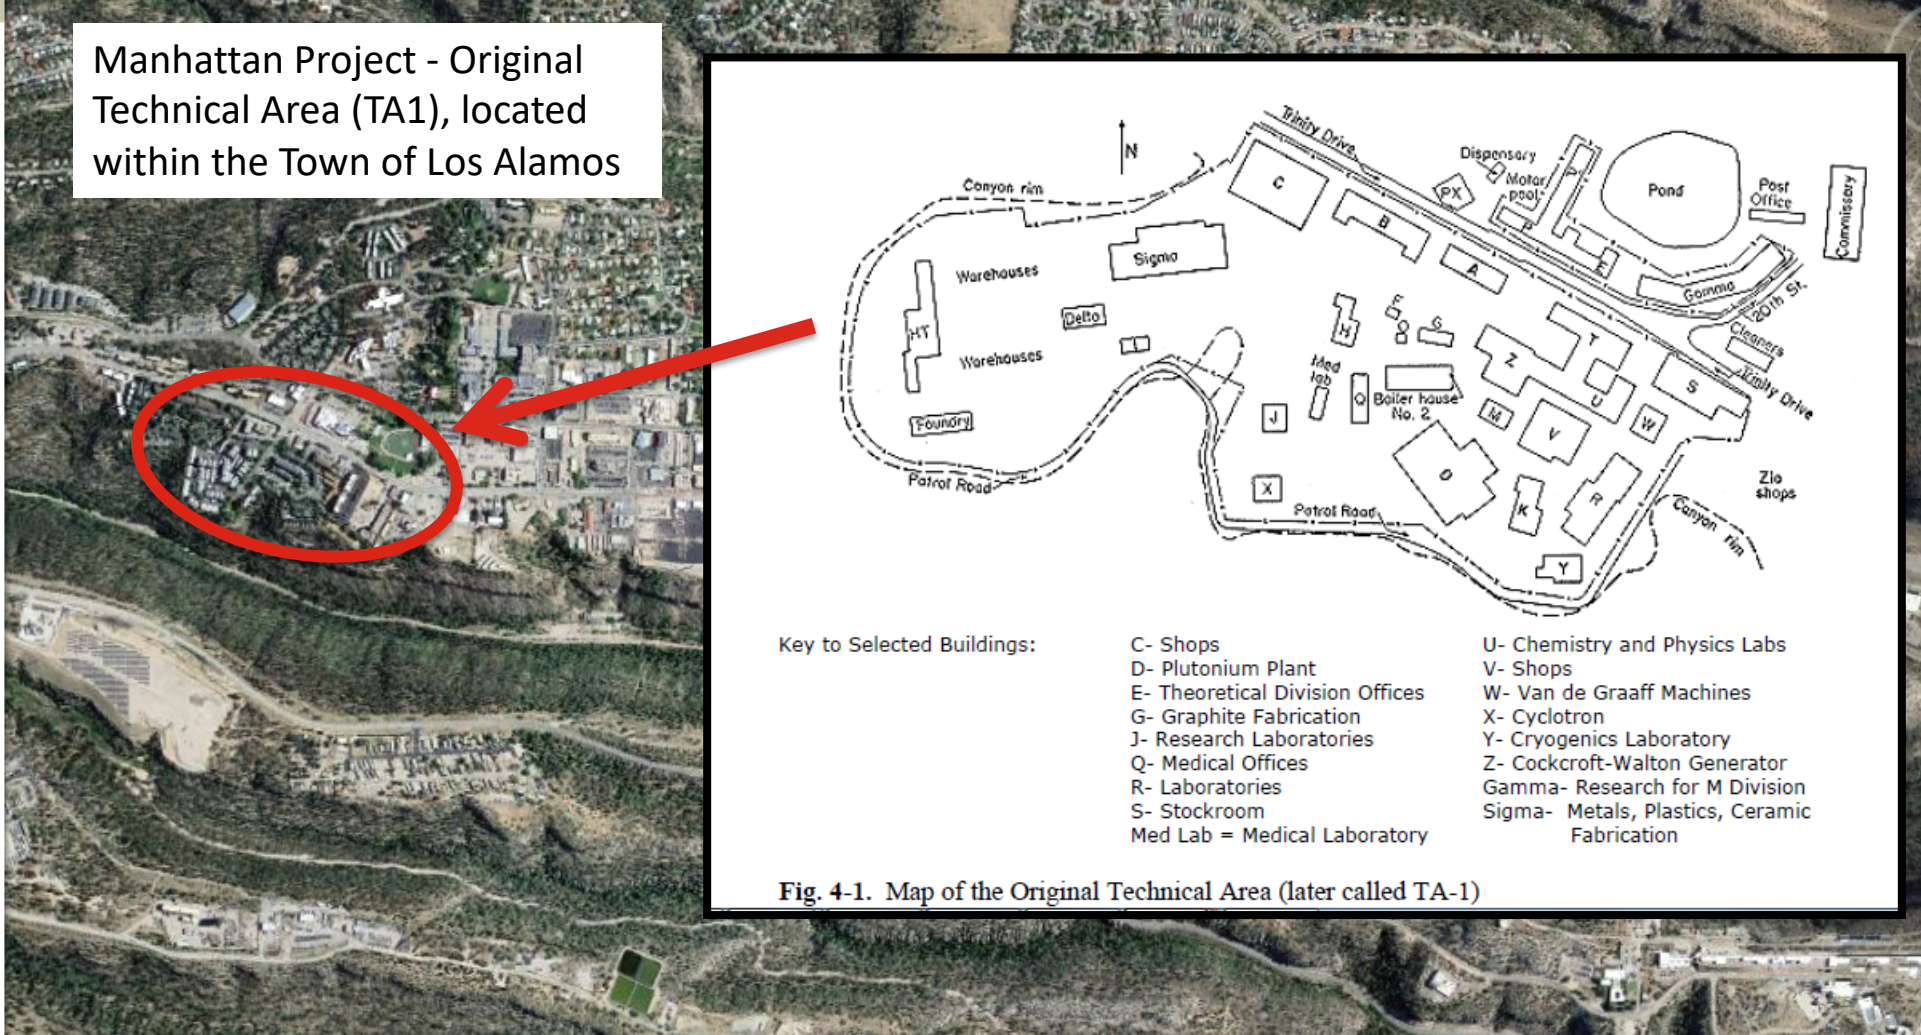 Manhattan Project - Original
Technical Area (TA1), located
within the Town of Los Alamos
Trinity Drive
N
Canyon rim
C
Dispensary
PX
Motor
pool
P
P
Pond
Post
Office
Commissary
B
Sigma
Warehouses
A
E
Gamma
20th St.
HT
Delta
I
H
F
G
T
Cleaners
Warehouses
Med
lab
Z
S
Trinity Drive
Q
Boiler house
No. 2
U
Foundry
J
M
V
W
D
Patrol Road
X
Patrol Road
K
R
Zia
shops
Canyon rim
Y
Key to Selected Buildings:
C- Shops
D- Plutonium Plant
E- Theoretical Division Offices
G- Graphite Fabrication
J- Research Laboratories
Q- Medical Offices
R- Laboratories
S- Stockroom
Med Lab = Medical Laboratory
U- Chemistry and Physics Labs
V- Shops
W- Van de Graaff Machines
X- Cyclotron
Y- Cryogenics Laboratory
Z- Cockcroft-Walton Generator
Gamma- Research for M Division
Sigma- Metals, Plastics, Ceramic
Fabrication
Fig. 4-1. Map of the Original Technical Area (later called TA-1)